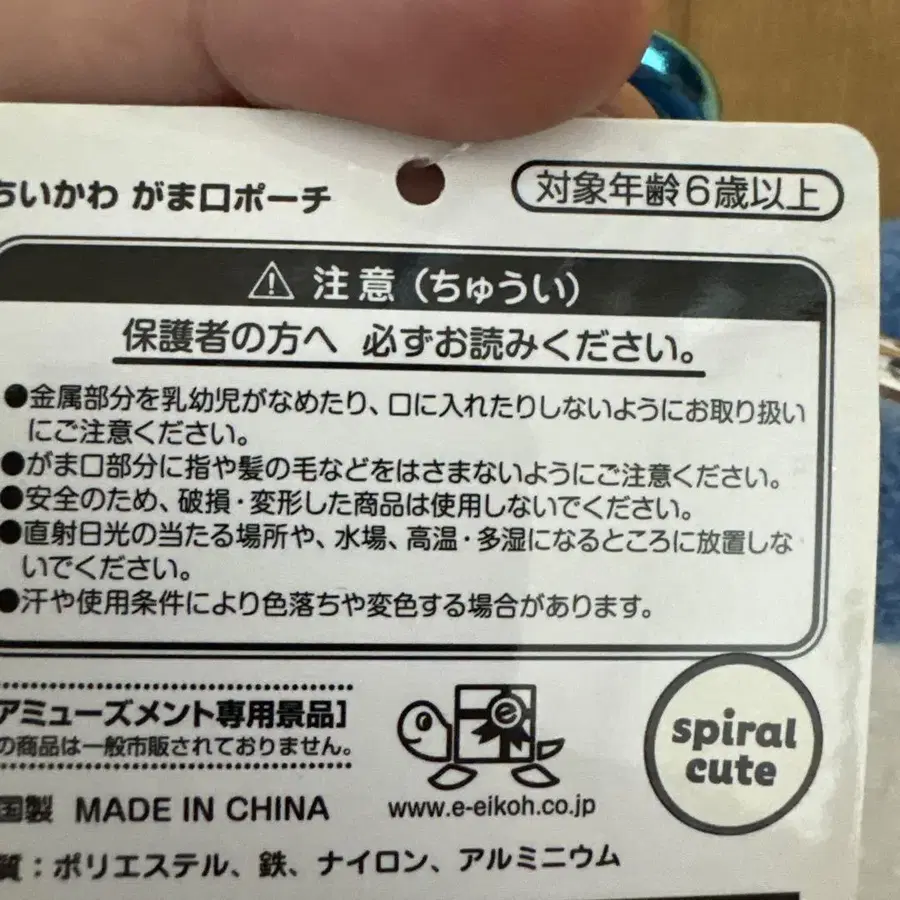 ちいかわ がま口ポーチ
対象年齢6歳以上
注意(ちゅうい)
保護者の方へ 必ずお読みください。
●金属部分を乳幼児がなめたり、口に入れたりしないようにお取り扱い
にご注意ください。
●がま口部分に指や髪の毛などをはさまないようにご注意ください。
●安全のため、破損・変形した商品は使用しないでください。
●直射日光の当たる場所や、水場、高温・多湿になるところに放置しな
いでください。
●汗や使用条件により色落ちや変色する場合があります。
アミューズメント専用景品]
の商品は一般市販されておりません。
e
spiral
cute
国製 MADE IN CHINA
www.e-eikoh.co.jp
質:ポリエステル、鉄、ナイロン、アルミニウム